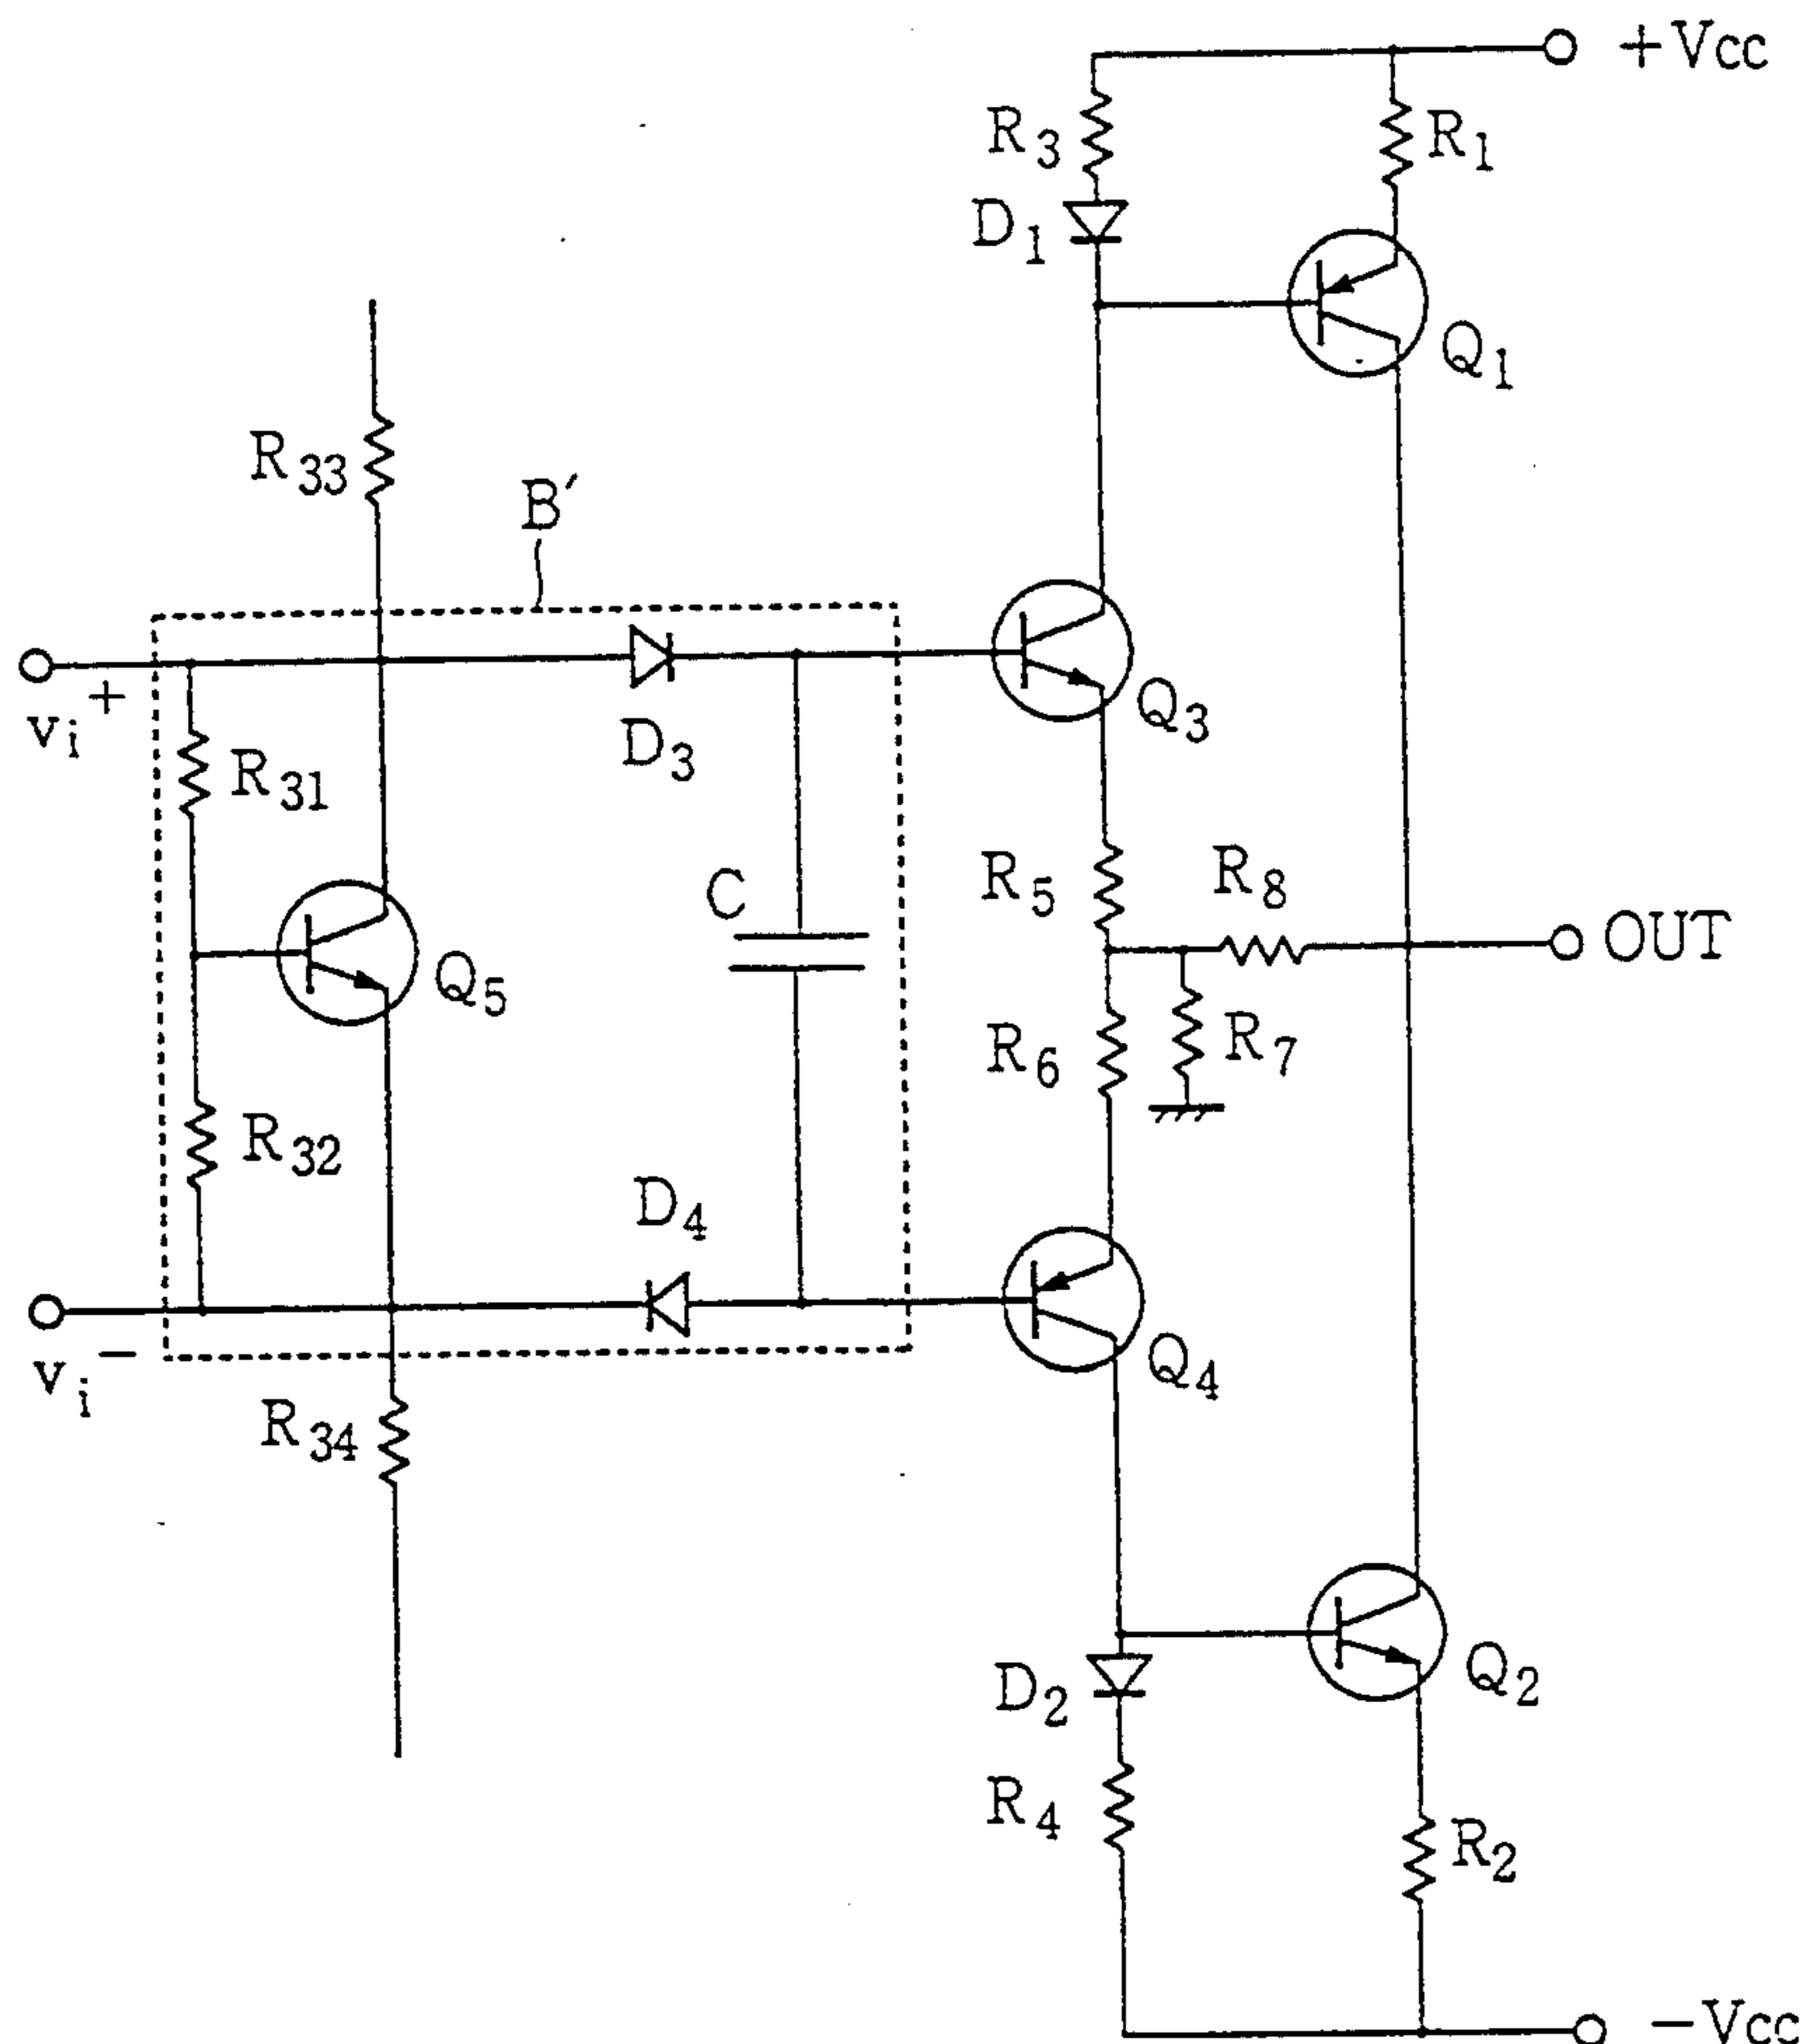 +Vcc
R3
R1
D1
Q1
R33
B′
vi+
D3
Q3
R31
C
R5
R8
OUT
Q5
R6
R7
R32
D4
vi−
Q4
R34
D2
Q2
R4
R2
−Vcc